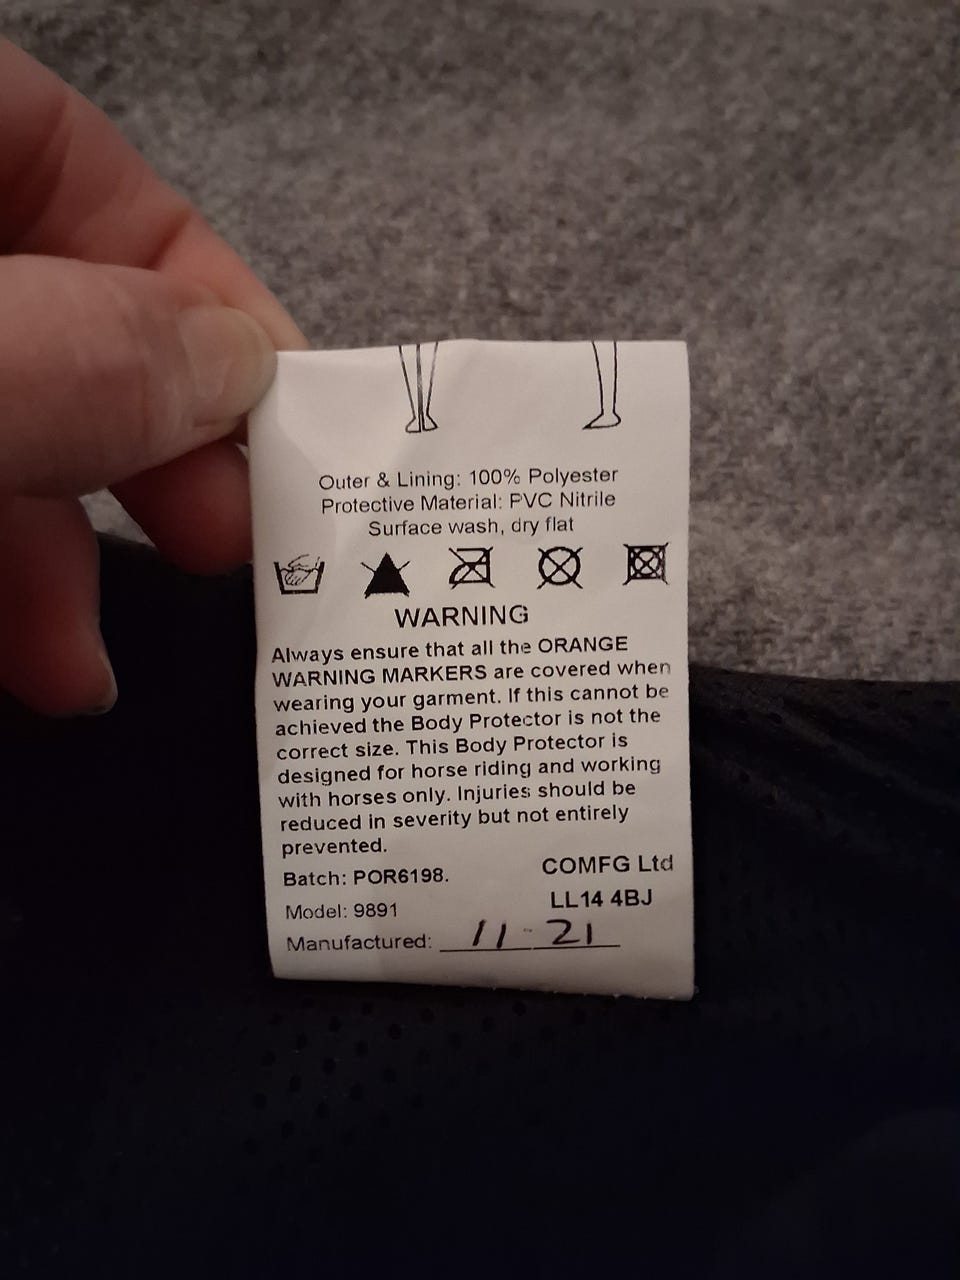 Outer & Lining: 100% Polyester
Protective Material: PVC Nitrile
Surface wash, dry flat
WARNING
Always ensure that all the ORANGE
WARNING MARKERS are covered when
wearing your garment. If this cannot be
achieved the Body Protector is not the
correct size. This Body Protector is
designed for horse riding and working
with horses only. Injuries should be
reduced in severity but not entirely
prevented.
Batch: POR6198.
COMFG Ltd
LL14 4BJ
Model: 9891
Manufactured: 11-21